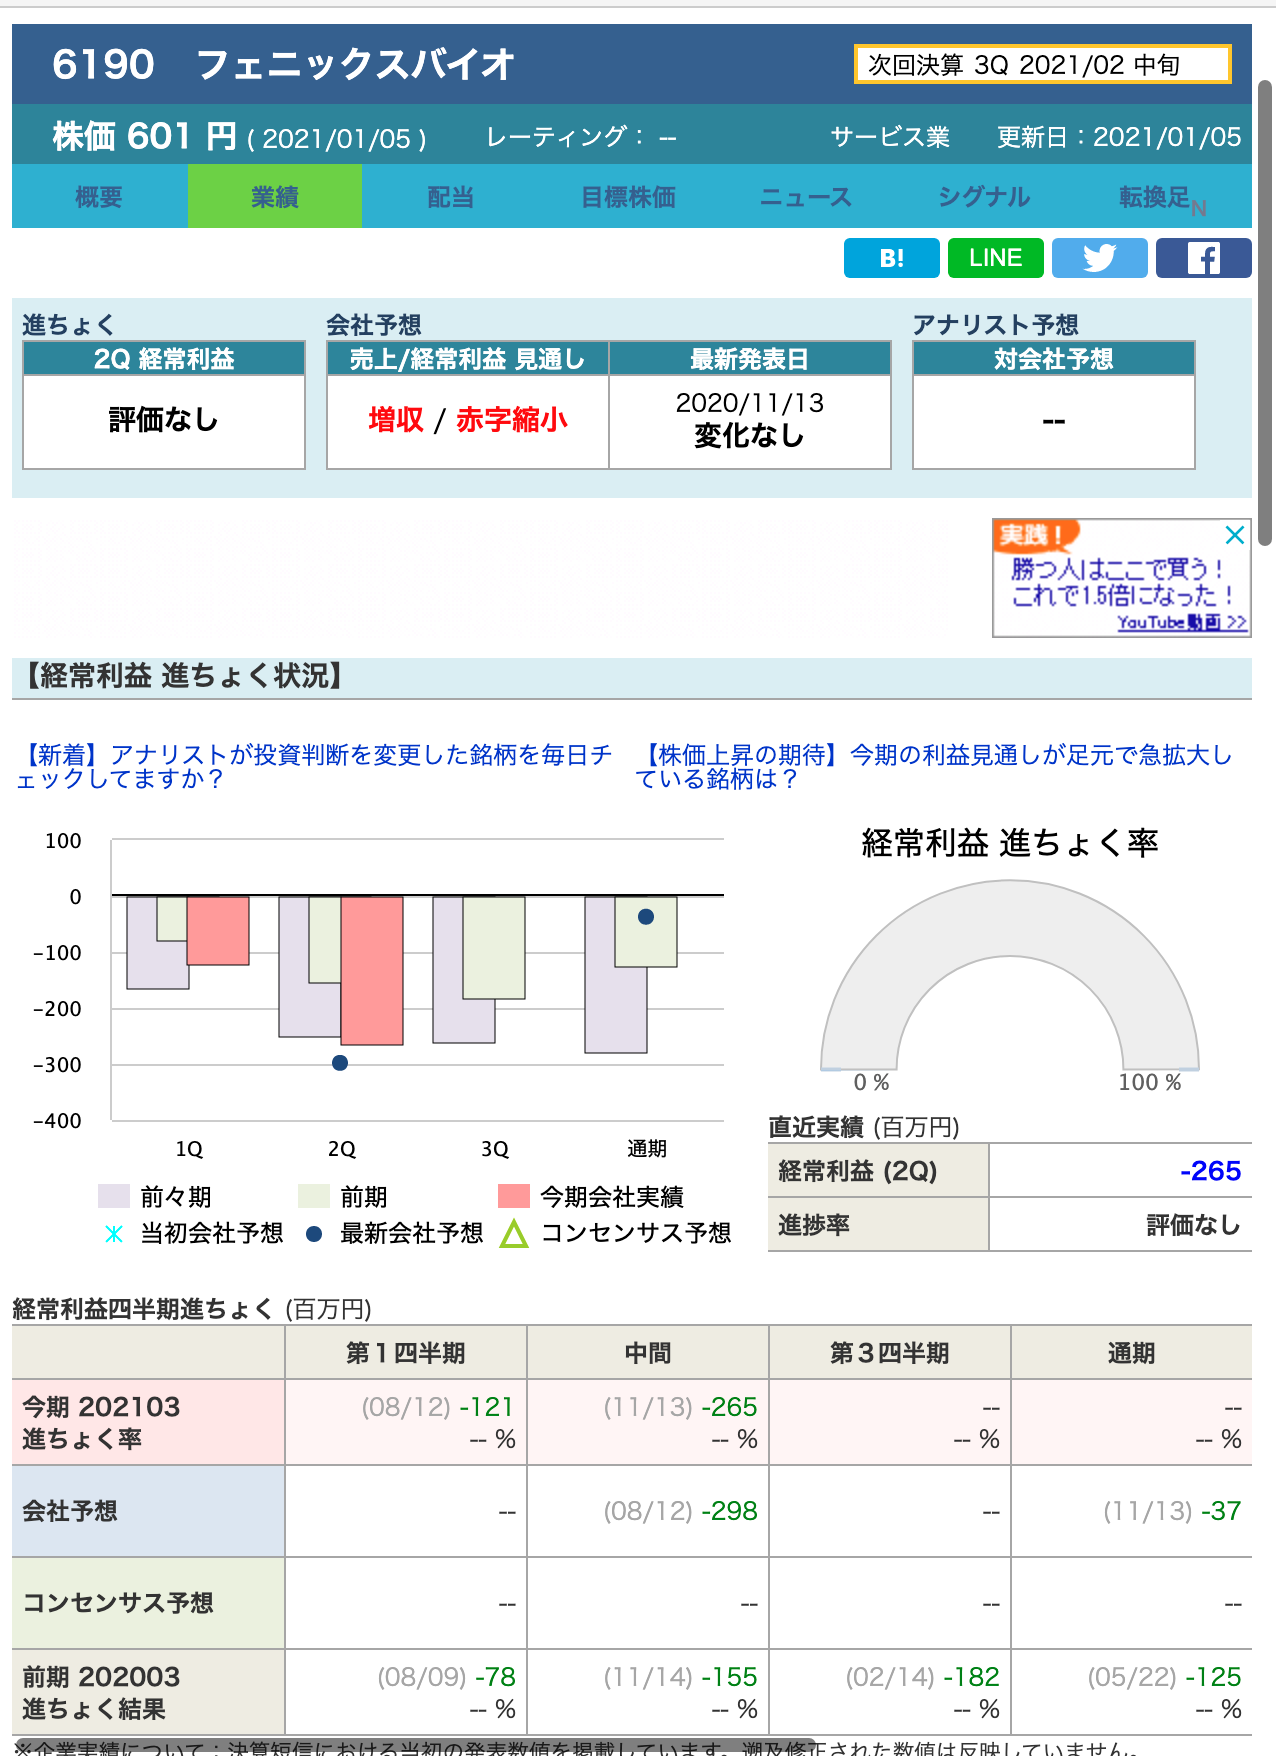 6190　フェニックスバイオ
次回決算 3Q 2021/02 中旬
株価 601 円 ( 2021/01/05 )　レーティング： --　サービス業　更新日：2021/01/05
概要　業績　配当　目標株価　ニュース　シグナル　転換足N
B!　LINE
進ちょく　会社予想　アナリスト予想
2Q 経常利益　売上/経常利益 見通し　最新発表日　対会社予想
評価なし　増収 / 赤字縮小　2020/11/13　--
変化なし
実践！
勝つ人はここで買う！
これで1.5倍になった！
YouTube動画 >>
【経常利益 進ちょく状況】
【新着】アナリストが投資判断を変更した銘柄を毎日チ
ェックしてますか？
【株価上昇の期待】今期の利益見通しが足元で急拡大し
ている銘柄は？
100
0
-100
-200
-300
-400
1Q　2Q　3Q　通期
前々期　前期　今期会社実績
当初会社予想　最新会社予想　コンセンサス予想
経常利益 進ちょく率
0 %　100 %
直近実績 (百万円)
経常利益 (2Q)　-265
進捗率　評価なし
経常利益四半期進ちょく (百万円)
第１四半期　中間　第３四半期　通期
今期 202103　(08/12) -121　(11/13) -265　--　--
進ちょく率　-- %　-- %　-- %　-- %
会社予想　--　(08/12) -298　--　(11/13) -37
コンセンサス予想　--　--　--　--
前期 202003　(08/09) -78　(11/14) -155　(02/14) -182　(05/22) -125
進ちょく結果　-- %　-- %　-- %　-- %
※企業実績について：決算短信における当初の発表数値を掲載しています。遡及修正された数値は反映していません。